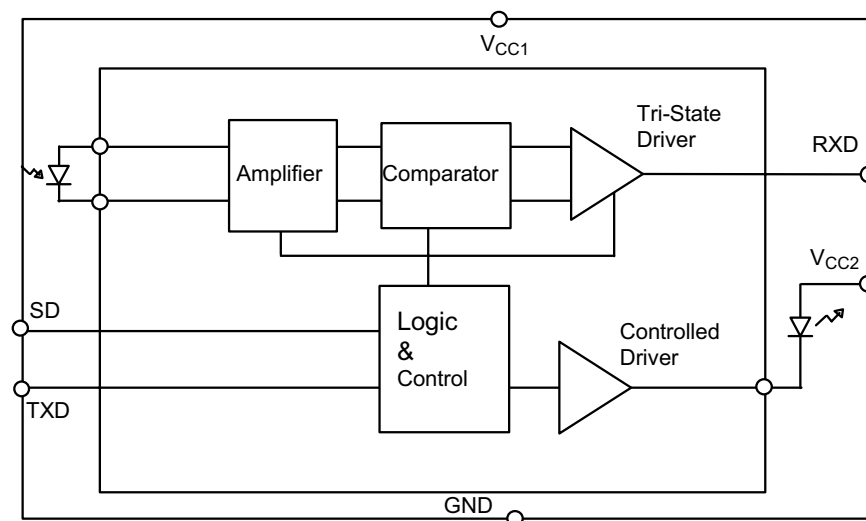 VCC1
Tri-State
Driver
RXD
Amplifier
Comparator
VCC2
SD
Logic
&
Control
Controlled
Driver
TXD
GND